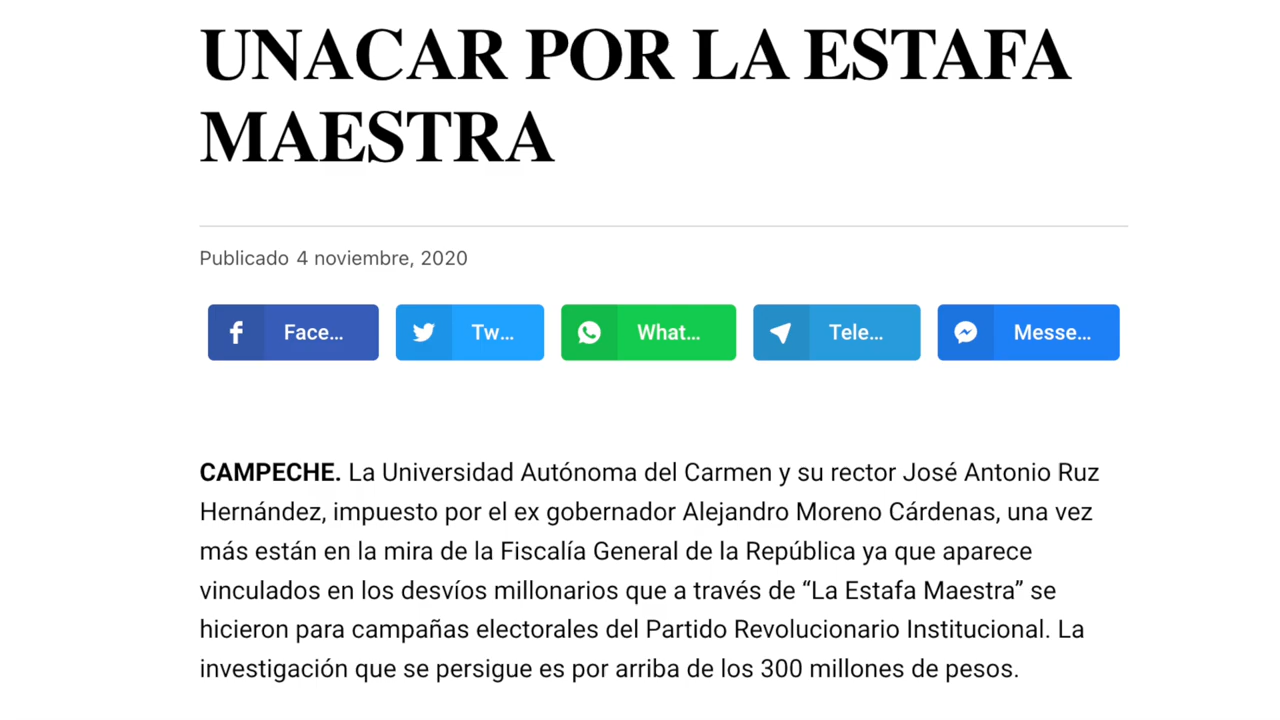 UNACAR POR LA ESTAFA
MAESTRA
Publicado 4 noviembre, 2020
Face...
Tw...
What...
Tele...
Messe...
CAMPECHE. La Universidad Autónoma del Carmen y su rector José Antonio Ruz
Hernández, impuesto por el ex gobernador Alejandro Moreno Cárdenas, una vez
más están en la mira de la Fiscalía General de la República ya que aparece
vinculados en los desvíos millonarios que a través de “La Estafa Maestra” se
hicieron para campañas electorales del Partido Revolucionario Institucional. La
investigación que se persigue es por arriba de los 300 millones de pesos.